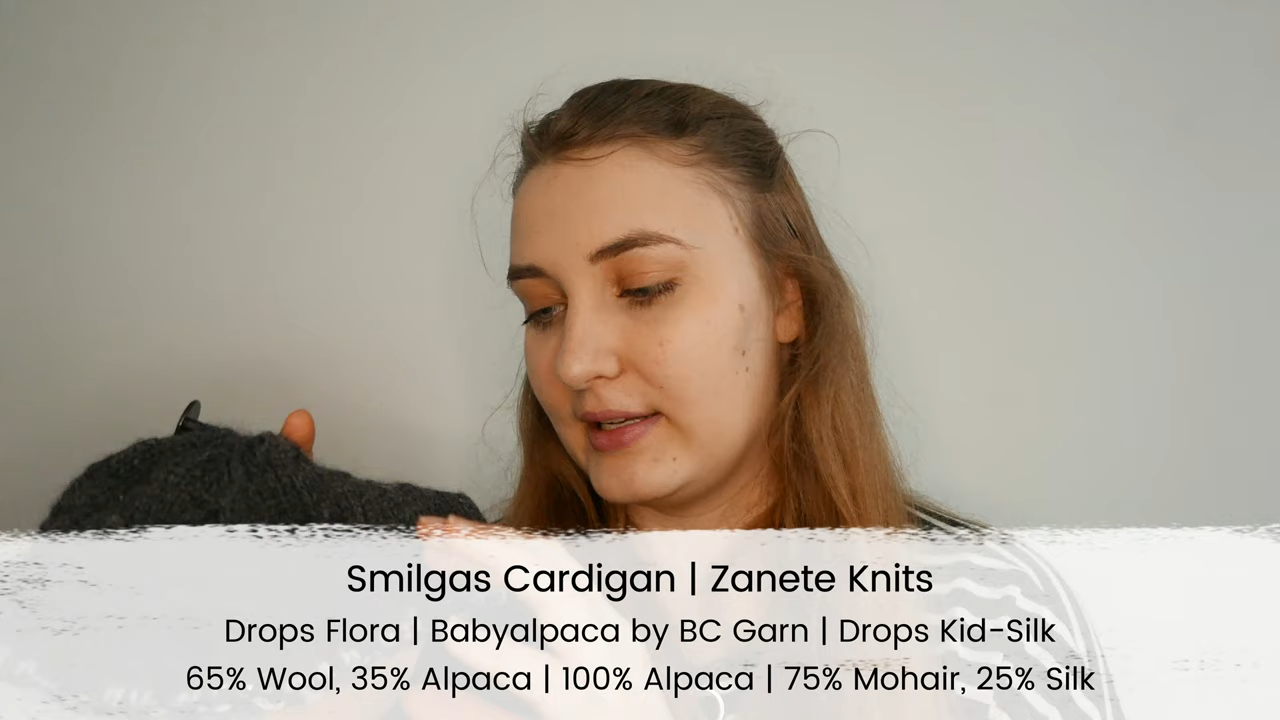 Smilgas Cardigan | Zanete Knits
Drops Flora | Babyalpaca by BC Garn | Drops Kid-Silk
65% Wool, 35% Alpaca | 100% Alpaca | 75% Mohair, 25% Silk